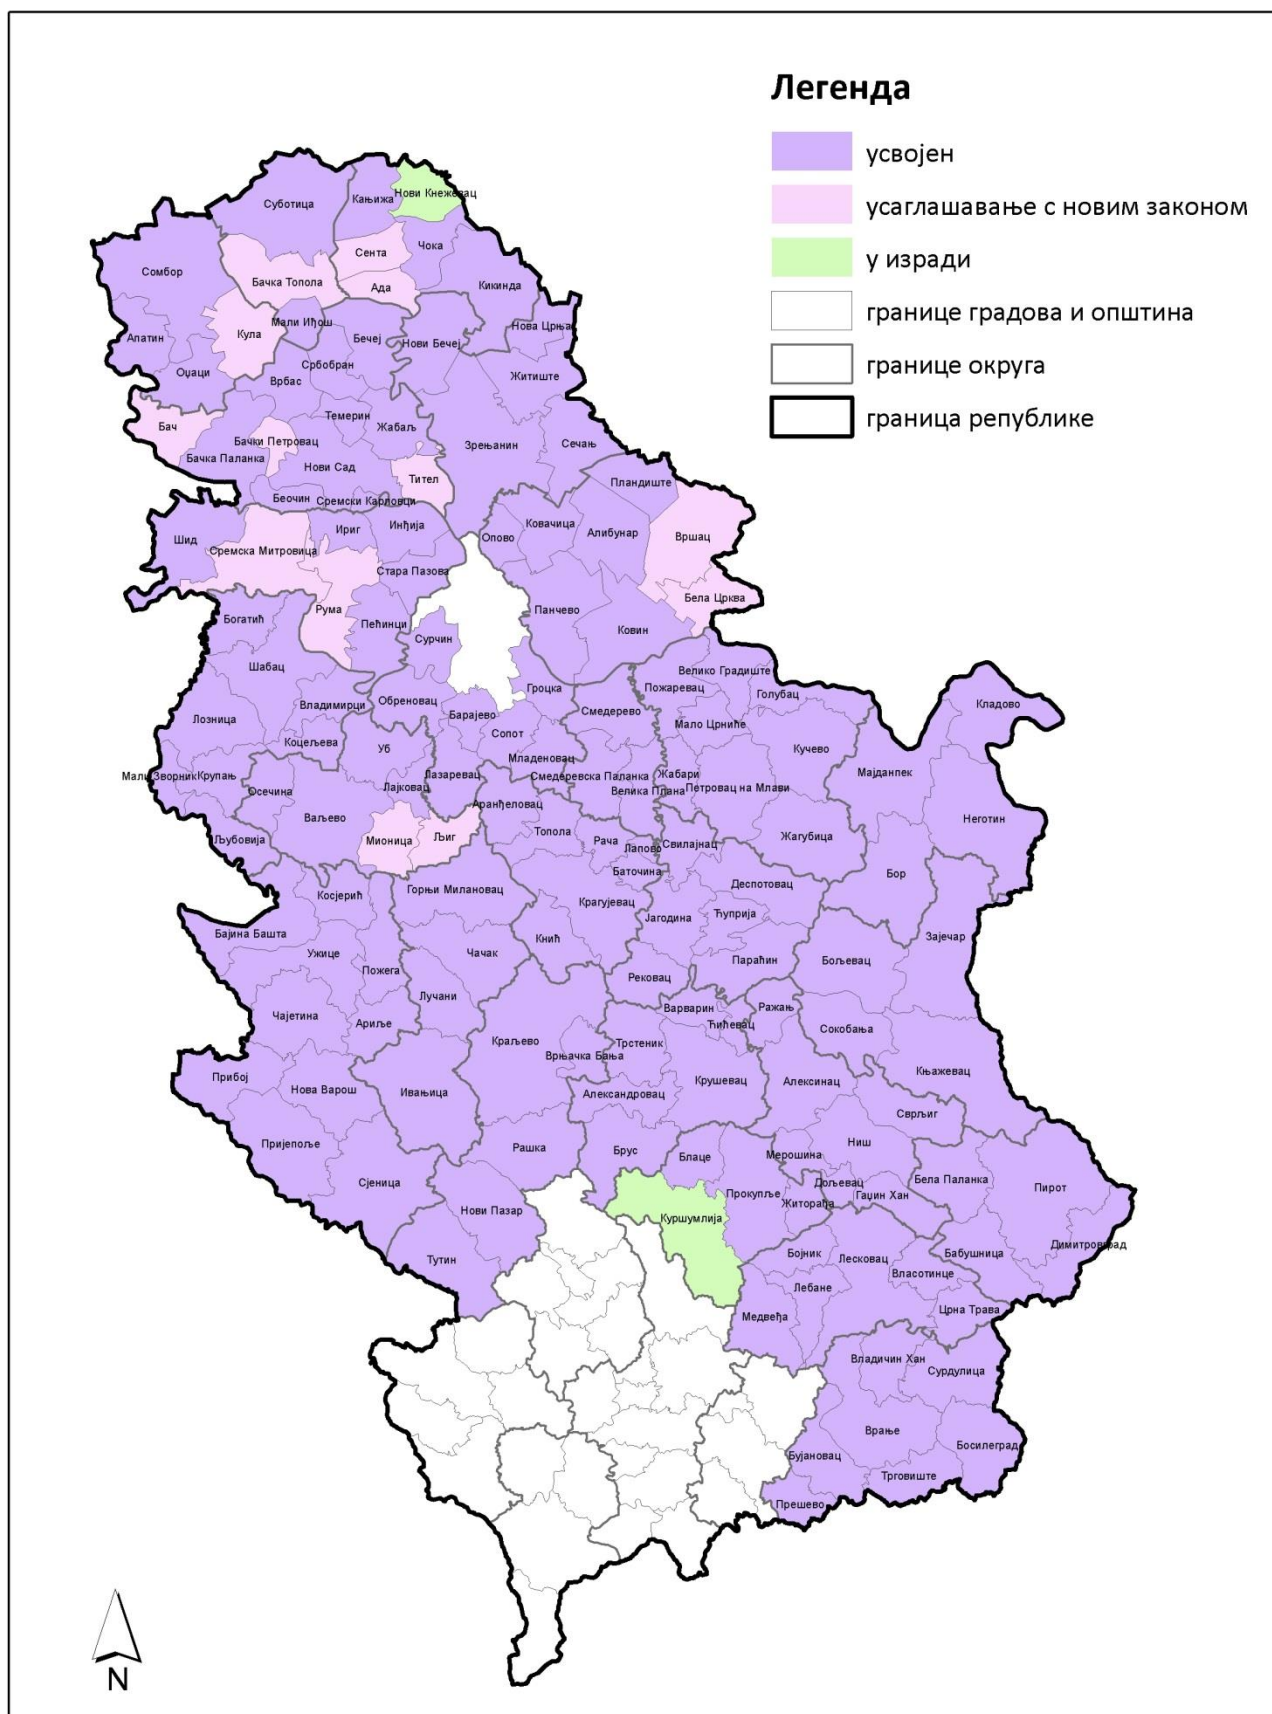 Легенда
усвојен
усаглашавање с новим законом
у изради
границе градова и општина
границе округа
граница републике
Суботица
Кањижа
Нови Кнежевац
Сента
Чока
Сомбор
Бачка Топола
Ада
Кикинда
Мали Иђош
Кула
Апатин
Бечеј
Нови Бечеј
Нова Црња
Србобран
Оџаци
Врбас
Житиште
Темерин
Бач
Жабаљ
Бачки Петровац
Зрењанин
Сечањ
Бачка Паланка
Нови Сад
Тител
Пландиште
Беочин
Сремски Карловци
Ковачица
Инђија
Ириг
Алибунар
Вршац
Шид
Опово
Сремска Митровица
Стара Пазова
Бела Црква
Рума
Панчево
Богатић
Пећинци
Ковин
Сурчин
Шабац
Велико Градиште
Гроцка
Пожаревац
Голубац
Владимирци
Обреновац
Кладово
Смедерево
Лозница
Барајево
Мало Црниће
Сопот
Коцељева
Уб
Кучево
Младеновац
Мали Зворник
Крупањ
Лазаревац
Смедеревска Паланка
Жабари
Мајданпек
Осечина
Лајковац
Велика Плана
Петровац на Млави
Аранђеловац
Ваљево
Неготин
Љубовија
Мионица
Љиг
Топола
Рача
Лапово
Свилајнац
Жагубица
Баточина
Бор
Горњи Милановац
Деспотовац
Косјерић
Крагујевац
Јагодина
Ћуприја
Бајина Башта
Кнић
Зајечар
Ужице
Чачак
Параћин
Бољевац
Пожега
Рековац
Лучани
Варварин
Ражањ
Чајетина
Ариље
Ћићевац
Сокобања
Краљево
Трстеник
Врњачка Бања
Књажевац
Прибој
Нова Варош
Ивањица
Александровац
Крушевац
Алексинац
Сврљиг
Пријепоље
Рашка
Брус
Блаце
Мерошина
Ниш
Сјеница
Дољевац
Бела Паланка
Пирот
Прокупље
Житорађа
Гаџин Хан
Нови Пазар
Куршумлија
Димитровград
Тутин
Бојник
Лесковац
Бабушница
Власотинце
Лебане
Медвеђа
Црна Трава
Владичин Хан
Сурдулица
Врање
Босилеград
Бујановац
Трговиште
Прешево
N